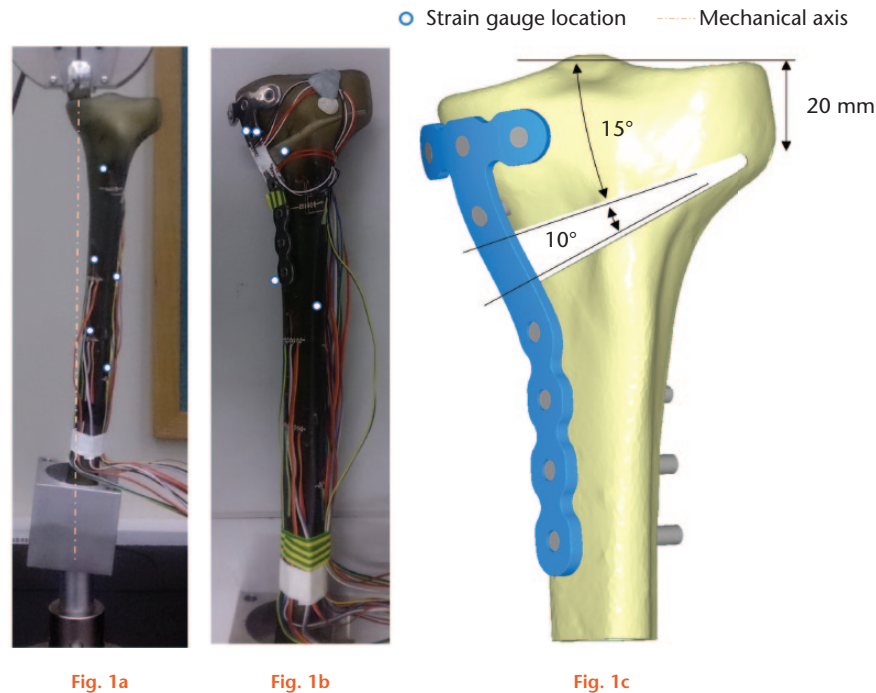 Strain gauge location
Mechanical axis
20 mm
15°
10°
Fig. 1a
Fig. 1b
Fig. 1c